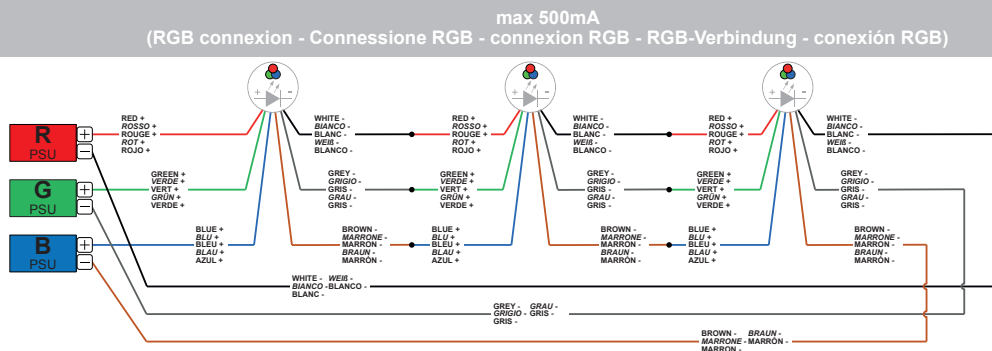 max 500mA
(RGB connexion - Connessione RGB - connexion RGB - RGB-Verbindung - conexión RGB)
+ -
+ -
+ -
R
PSU
+
−
RED +
ROSSO +
ROUGE +
ROT +
ROJO +
WHITE -
BIANCO -
BLANC -
WEIß -
BLANCO -
RED +
ROSSO +
ROUGE +
ROT +
ROJO +
WHITE -
BIANCO -
BLANC -
WEIß -
BLANCO -
RED +
ROSSO +
ROUGE +
ROT +
ROJO +
WHITE -
BIANCO -
BLANC -
WEIß -
BLANCO -
G
PSU
+
−
GREEN +
VERDE +
VERT +
GRÜN +
VERDE +
GREY -
GRIGIO -
GRIS -
GRAU -
GRIS -
GREEN +
VERDE +
VERT +
GRÜN +
VERDE +
GREY -
GRIGIO -
GRIS -
GRAU -
GRIS -
GREEN +
VERDE +
VERT +
GRÜN +
VERDE +
GREY -
GRIGIO -
GRIS -
GRAU -
GRIS -
B
PSU
+
−
BLUE +
BLU +
BLEU +
BLAU +
AZUL +
BROWN -
MARRONE -
MARRON -
BRAUN -
MARRÓN -
BLUE +
BLU +
BLEU +
BLAU +
AZUL +
BROWN -
MARRONE -
MARRON -
BRAUN -
MARRÓN -
BLUE +
BLU +
BLEU +
BLAU +
AZUL +
BROWN -
MARRONE -
MARRON -
BRAUN -
MARRÓN -
WHITE - WEIß -
BIANCO - BLANCO -
BLANC -
GREY - GRAU -
GRIGIO - GRIS -
GRIS -
BROWN - BRAUN -
MARRONE - MARRÓN -
MARRON -